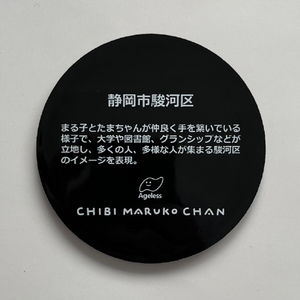 静岡市駿河区
まる子とたまちゃんが仲良く手を繋いでいる
様子で、大学や図書館、グランシップなどが
立地し、多くの人、多様な人が集まる駿河区
のイメージを表現。
Ageless
CHIBI MARUKO CHAN